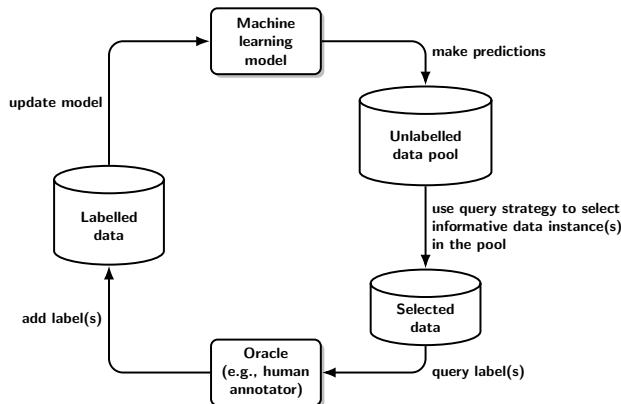 Machine
learning
model
make predictions
update model
Unlabelled
data pool
Labelled
data
use query strategy to select
informative data instance(s)
in the pool
Selected
data
add label(s)
Oracle
(e.g., human
annotator)
query label(s)